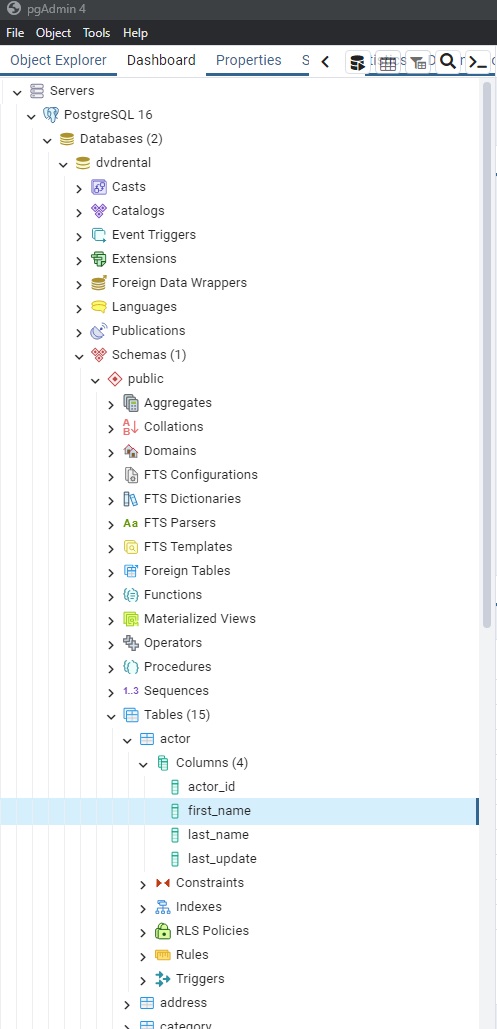 pgAdmin 4
File Object Tools Help
Object Explorer Dashboard Properties S
Servers
PostgreSQL 16
Databases (2)
dvdrental
Casts
Catalogs
Event Triggers
Extensions
Foreign Data Wrappers
Languages
Publications
Schemas (1)
public
Aggregates
Collations
Domains
FTS Configurations
FTS Dictionaries
Aa FTS Parsers
FTS Templates
Foreign Tables
Functions
Materialized Views
Operators
Procedures
1..3 Sequences
Tables (15)
actor
Columns (4)
actor_id
first_name
last_name
last_update
Constraints
Indexes
RLS Policies
Rules
Triggers
address
category